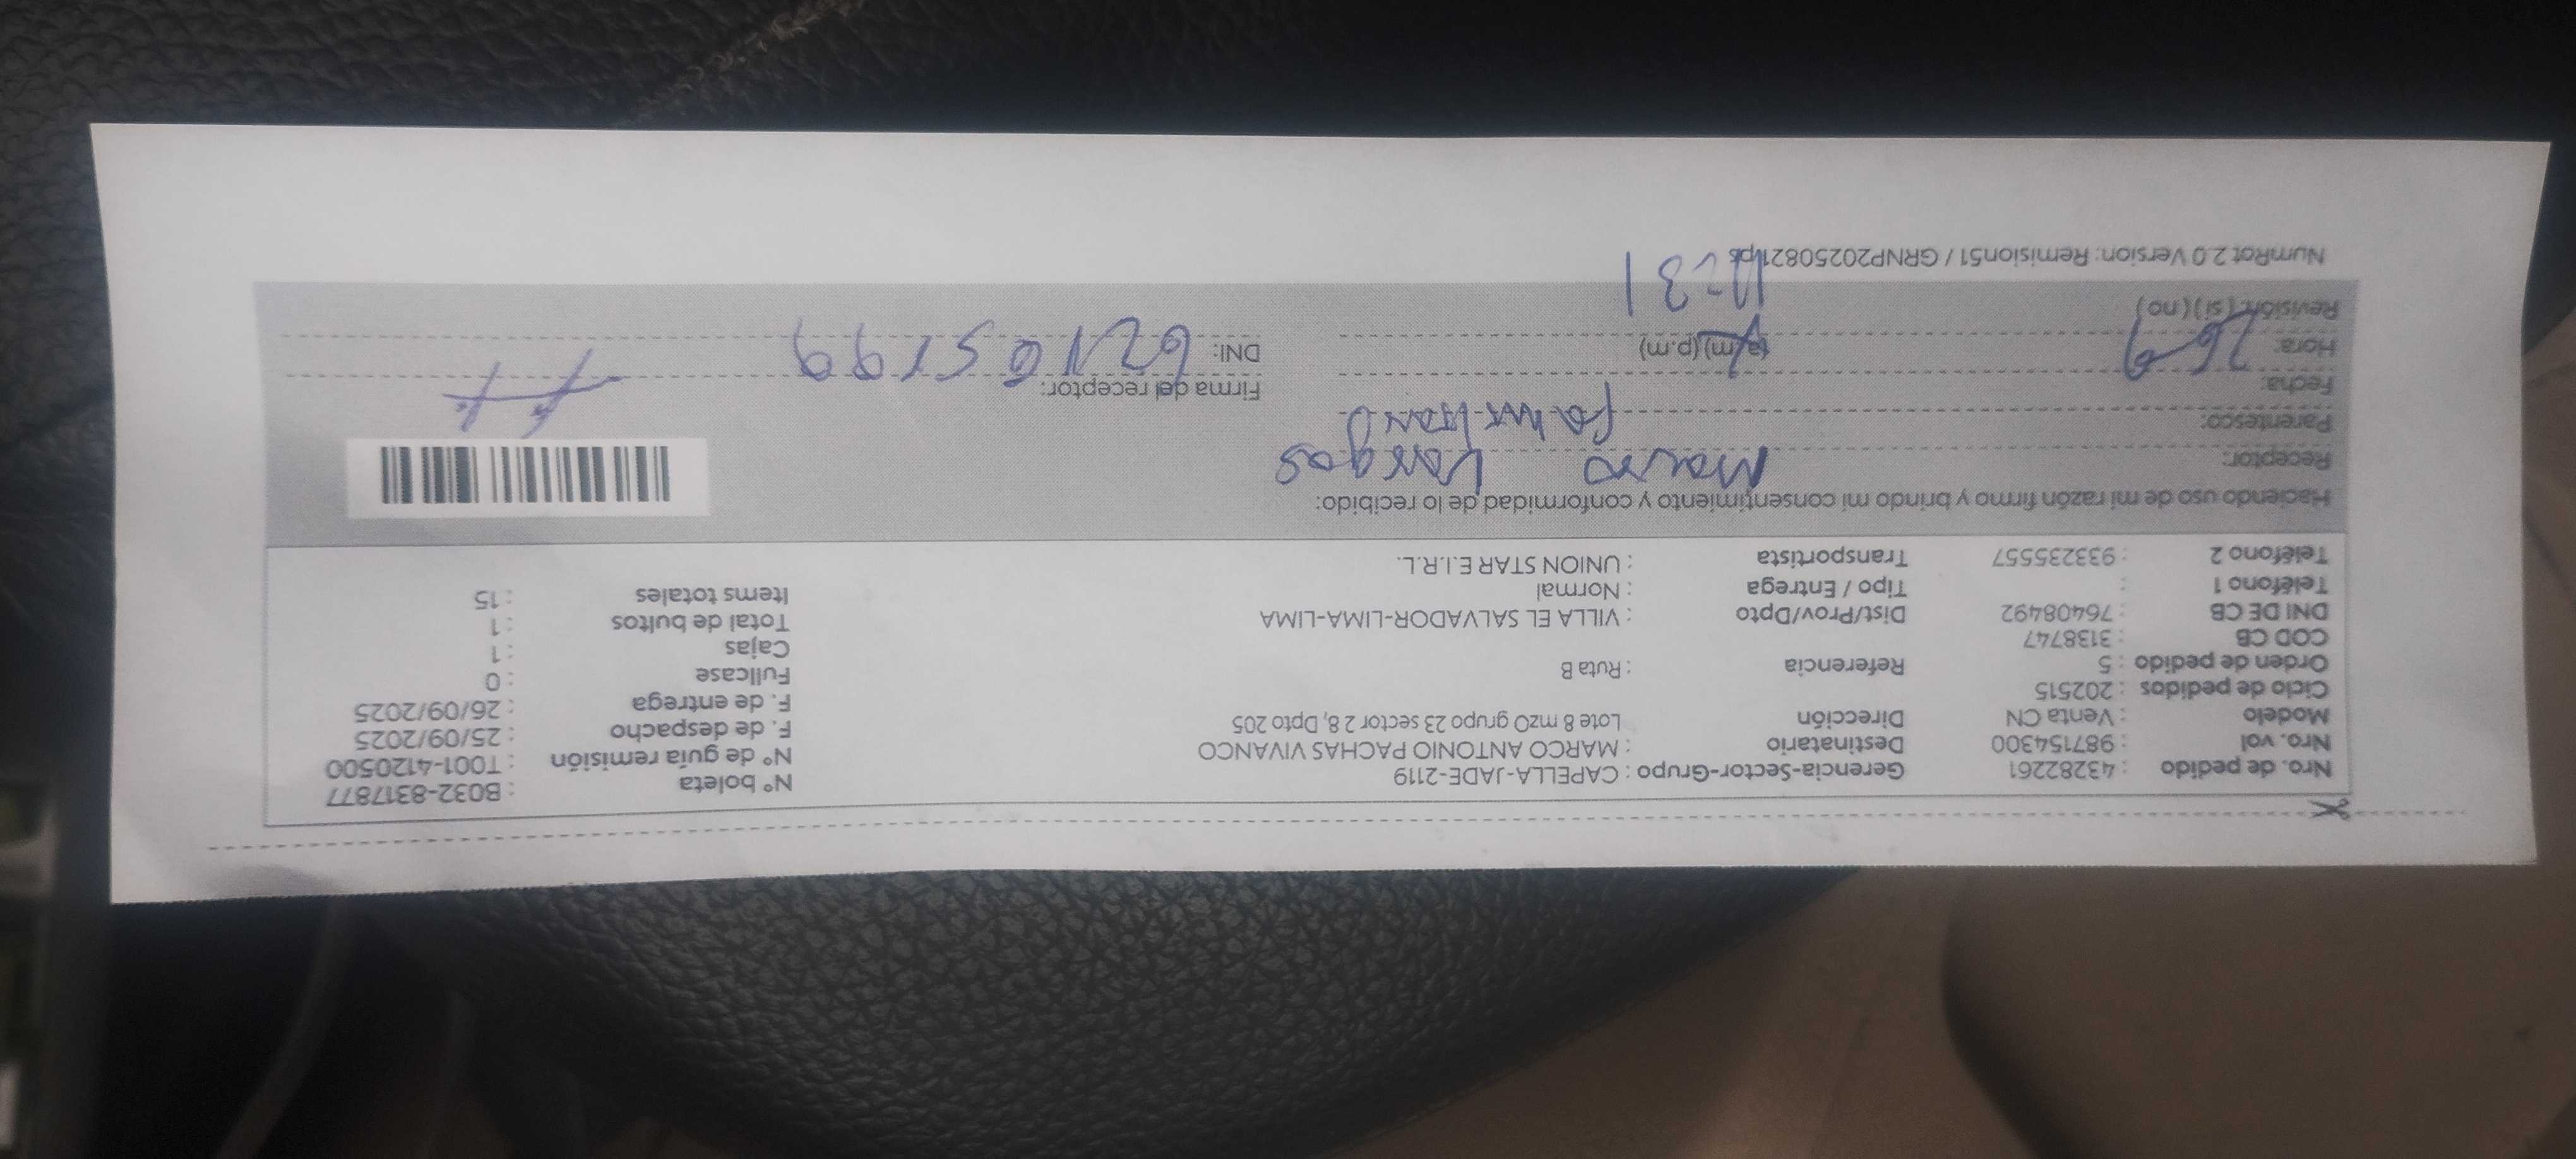 Nro. de pedido : 43282261 Gerencia-Sector-Grupo : CAPELLA-JADE-2119 N° boleta : B032-8317877
Nro. vol : 987154300 Destinatario : MARCO ANTONIO PACHAS VIVANCO N° de guía remisión : T001-4120500
Modelo : Venta CN Dirección Lote 8 mzO grupo 23 sector 2 8, Dpto 205 F. de despacho : 25/09/2025
Ciclo de pedidos : 202515 F. de entrega : 26/09/2025
Orden de pedido : 5 Referencia : Ruta B Fullcase : 0
COD CB : 3138747 Cajas : 1
DNI DE CB : 76408492 Dist/Prov/Dpto : VILLA EL SALVADOR-LIMA-LIMA Total de bultos : 1
Teléfono 1 : Tipo / Entrega : Normal Items totales : 15
Teléfono 2 : 933235557 Transportista : UNION STAR E.I.R.L.
Haciendo uso de mi razón firmo y brindo mi consentimiento y conformidad de lo recibido:
Receptor: Vargas
Parentesco:
Fecha: 26 9 Firma del receptor:
Hora: (a.m) (p.m) DNI:
Revisión: (si) (no) 11:31
NumRot 2.0 Version: Remision51 / GRNP20250821vps